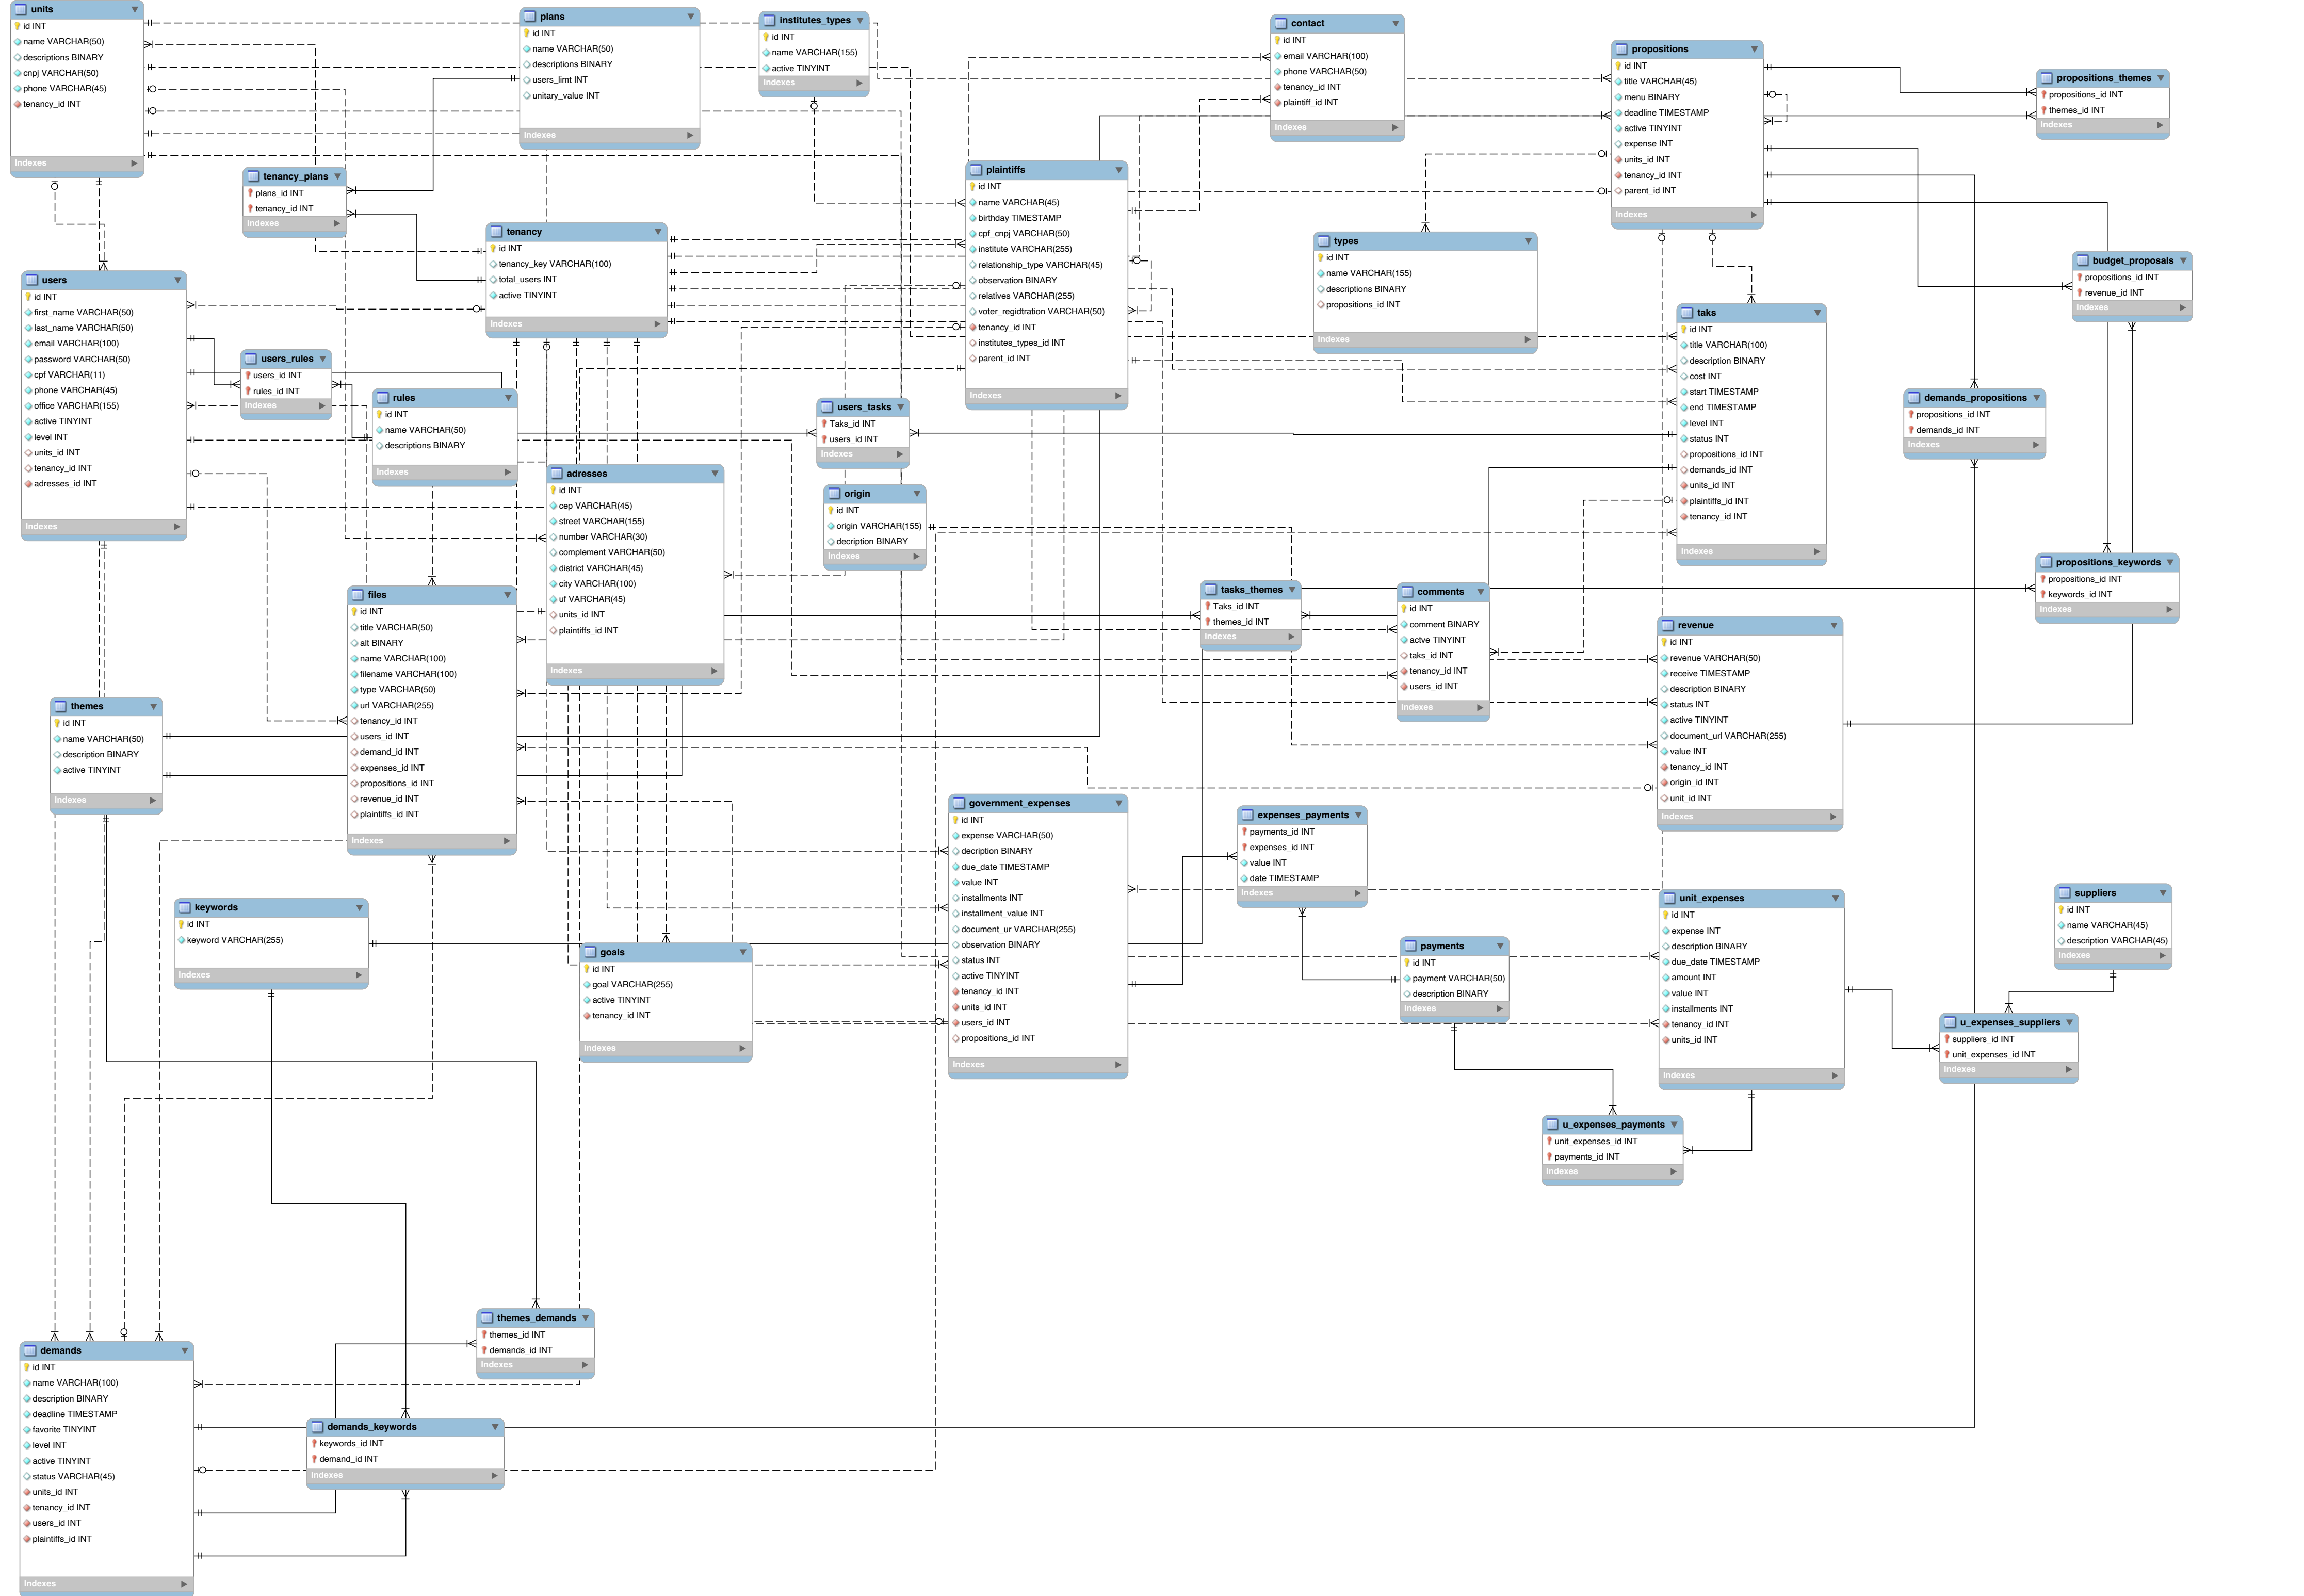 units
id INT
name VARCHAR(50)
descriptions BINARY
cnpj VARCHAR(50)
phone VARCHAR(45)
tenancy_id INT
Indexes
plans
id INT
name VARCHAR(50)
descriptions BINARY
users_limt INT
unitary_value INT
Indexes
institutes_types
id INT
name VARCHAR(155)
active TINYINT
Indexes
contact
id INT
email VARCHAR(100)
phone VARCHAR(50)
tenancy_id INT
plaintiff_id INT
Indexes
propositions
id INT
title VARCHAR(45)
menu BINARY
deadline TIMESTAMP
active TINYINT
expense INT
units_id INT
tenancy_id INT
parent_id INT
Indexes
propositions_themes
propositions_id INT
themes_id INT
Indexes
tenancy_plans
plans_id INT
tenancy_id INT
Indexes
plaintiffs
id INT
name VARCHAR(45)
birthday TIMESTAMP
cpf_cnpj VARCHAR(50)
institute VARCHAR(255)
relationship_type VARCHAR(45)
observation BINARY
relatives VARCHAR(255)
voter_regidtration VARCHAR(50)
tenancy_id INT
institutes_types_id INT
parent_id INT
Indexes
tenancy
id INT
tenancy_key VARCHAR(100)
total_users INT
active TINYINT
Indexes
types
id INT
name VARCHAR(155)
descriptions BINARY
propositions_id INT
Indexes
budget_proposals
propositions_id INT
revenue_id INT
Indexes
users
id INT
first_name VARCHAR(50)
last_name VARCHAR(50)
email VARCHAR(100)
password VARCHAR(50)
cpf VARCHAR(11)
phone VARCHAR(45)
office VARCHAR(155)
active TINYINT
level INT
units_id INT
tenancy_id INT
adresses_id INT
Indexes
taks
id INT
title VARCHAR(100)
description BINARY
cost INT
start TIMESTAMP
end TIMESTAMP
level INT
status INT
propositions_id INT
demands_id INT
units_id INT
plaintiffs_id INT
tenancy_id INT
Indexes
users_rules
users_id INT
rules_id INT
Indexes
rules
id INT
name VARCHAR(50)
descriptions BINARY
Indexes
users_tasks
Taks_id INT
users_id INT
Indexes
demands_propositions
propositions_id INT
demands_id INT
Indexes
adresses
id INT
cep VARCHAR(45)
street VARCHAR(155)
number VARCHAR(30)
complement VARCHAR(50)
district VARCHAR(45)
city VARCHAR(100)
uf VARCHAR(45)
units_id INT
plaintiffs_id INT
Indexes
origin
id INT
origin VARCHAR(155)
decription BINARY
Indexes
propositions_keywords
propositions_id INT
keywords_id INT
Indexes
files
id INT
title VARCHAR(50)
alt BINARY
name VARCHAR(100)
filename VARCHAR(100)
type VARCHAR(50)
url VARCHAR(255)
tenancy_id INT
users_id INT
demand_id INT
expenses_id INT
propositions_id INT
revenue_id INT
plaintiffs_id INT
Indexes
tasks_themes
Taks_id INT
themes_id INT
Indexes
comments
id INT
comment BINARY
actve TINYINT
taks_id INT
tenancy_id INT
users_id INT
Indexes
revenue
id INT
revenue VARCHAR(50)
receive TIMESTAMP
description BINARY
status INT
active TINYINT
document_url VARCHAR(255)
value INT
tenancy_id INT
origin_id INT
unit_id INT
Indexes
themes
id INT
name VARCHAR(50)
description BINARY
active TINYINT
Indexes
government_expenses
id INT
expense VARCHAR(50)
decription BINARY
due_date TIMESTAMP
value INT
installments INT
installment_value INT
document_ur VARCHAR(255)
observation BINARY
status INT
active TINYINT
tenancy_id INT
units_id INT
users_id INT
propositions_id INT
Indexes
expenses_payments
payments_id INT
expenses_id INT
value INT
date TIMESTAMP
Indexes
keywords
id INT
keyword VARCHAR(255)
Indexes
goals
id INT
goal VARCHAR(255)
active TINYINT
tenancy_id INT
Indexes
payments
id INT
payment VARCHAR(50)
description BINARY
Indexes
unit_expenses
id INT
expense INT
description BINARY
due_date TIMESTAMP
amount INT
value INT
installments INT
tenancy_id INT
units_id INT
Indexes
suppliers
id INT
name VARCHAR(45)
description VARCHAR(45)
Indexes
u_expenses_suppliers
suppliers_id INT
unit_expenses_id INT
Indexes
u_expenses_payments
unit_expenses_id INT
payments_id INT
Indexes
themes_demands
themes_id INT
demands_id INT
Indexes
demands
id INT
name VARCHAR(100)
description BINARY
deadline TIMESTAMP
favorite TINYINT
level INT
active TINYINT
status VARCHAR(45)
units_id INT
tenancy_id INT
users_id INT
plaintiffs_id INT
Indexes
demands_keywords
keywords_id INT
demand_id INT
Indexes